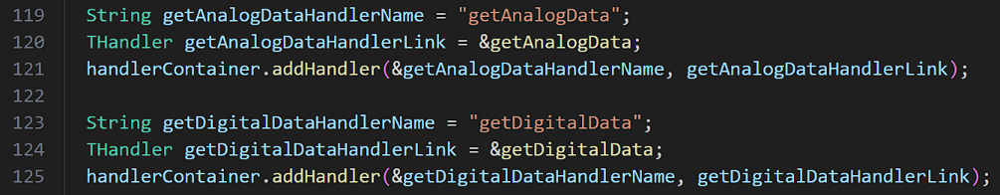 119 String getAnalogDataHandlerName = "getAnalogData";
120 THandler getAnalogDataHandlerLink = &getAnalogData;
121 handlerContainer.addHandler(&getAnalogDataHandlerName, getAnalogDataHandlerLink);
122
123 String getDigitalDataHandlerName = "getDigitalData";
124 THandler getDigitalDataHandlerLink = &getDigitalData;
125 handlerContainer.addHandler(&getDigitalDataHandlerName, getDigitalDataHandlerLink);